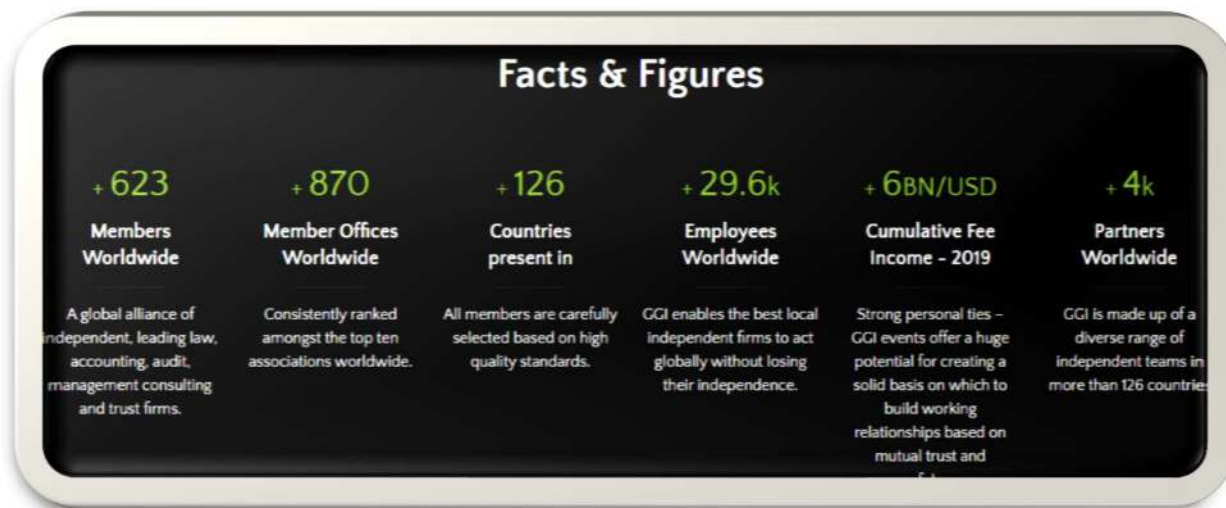 Facts & Figures
+ 623
Members
Worldwide
A global alliance of
independent, leading law,
accounting, audit,
management consulting
and trust firms.
+ 870
Member Offices
Worldwide
Consistently ranked
amongst the top ten
associations worldwide.
+ 126
Countries
present in
All members are carefully
selected based on high
quality standards.
+ 29.6k
Employees
Worldwide
GGI enables the best local
independent firms to act
globally without losing
their independence.
+ 6BN/USD
Cumulative Fee
Income – 2019
Strong personal ties –
GGI events offer a huge
potential for creating a
solid basis on which to
build working
relationships based on
mutual trust and
+ 4k
Partners
Worldwide
GGI is made up of a
diverse range of
independent teams in
more than 126 countries